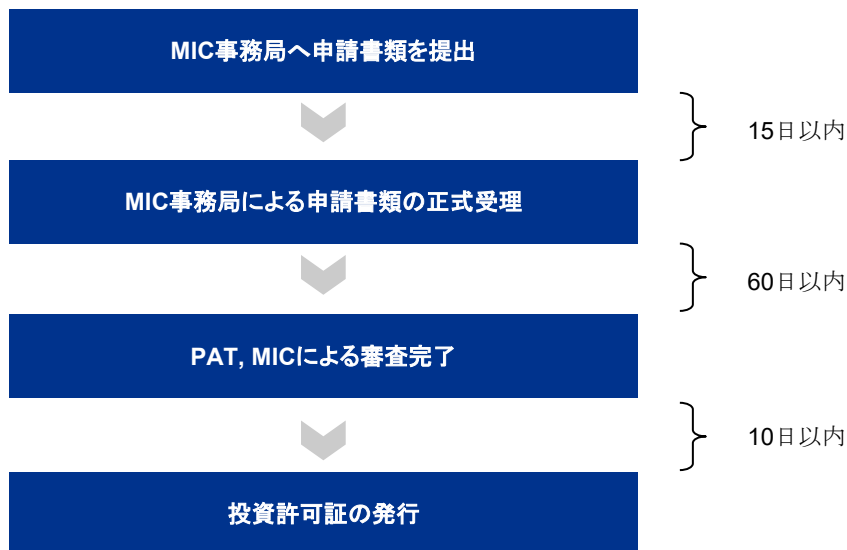 MIC事務局へ申請書類を提出
15日以内
MIC事務局による申請書類の正式受理
60日以内
PAT, MICによる審査完了
10日以内
投資許可証の発行